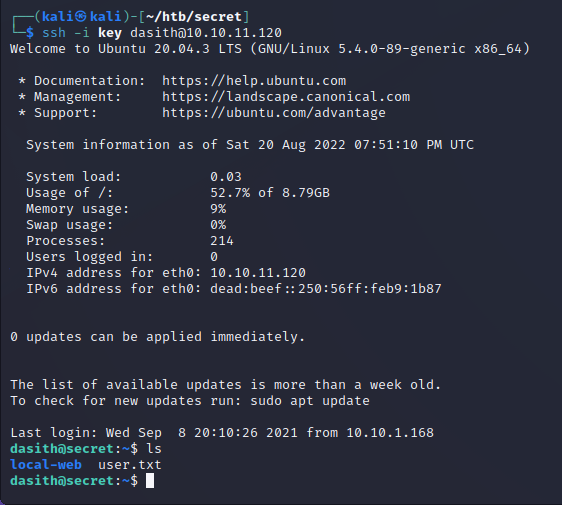 ┌──(kali㉿kali)-[~/htb/secret]
└─$ ssh -i key dasith@10.10.11.120
Welcome to Ubuntu 20.04.3 LTS (GNU/Linux 5.4.0-89-generic x86_64)
* Documentation: https://help.ubuntu.com
* Management: https://landscape.canonical.com
* Support: https://ubuntu.com/advantage
System information as of Sat 20 Aug 2022 07:51:10 PM UTC
System load: 0.03
Usage of /: 52.7% of 8.79GB
Memory usage: 9%
Swap usage: 0%
Processes: 214
Users logged in: 0
IPv4 address for eth0: 10.10.11.120
IPv6 address for eth0: dead:beef::250:56ff:feb9:1b87
0 updates can be applied immediately.
The list of available updates is more than a week old.
To check for new updates run: sudo apt update
Last login: Wed Sep 8 20:10:26 2021 from 10.10.1.168
dasith@secret:~$ ls
local-web user.txt
dasith@secret:~$